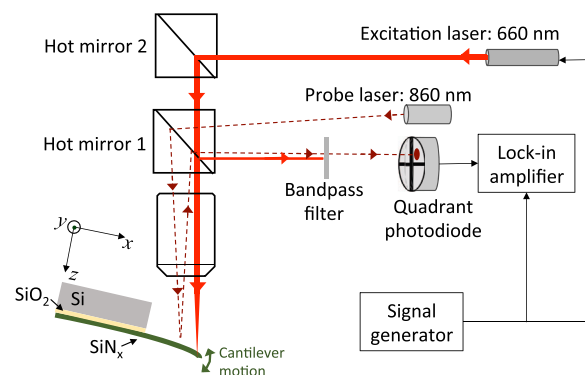 Excitation laser: 660 nm
Hot mirror 2
Probe laser: 860 nm
Hot mirror 1
Bandpass
filter
Quadrant
photodiode
Lock-in
amplifier
y
x
z
SiO2
Si
SiNx
Cantilever
motion
Signal
generator